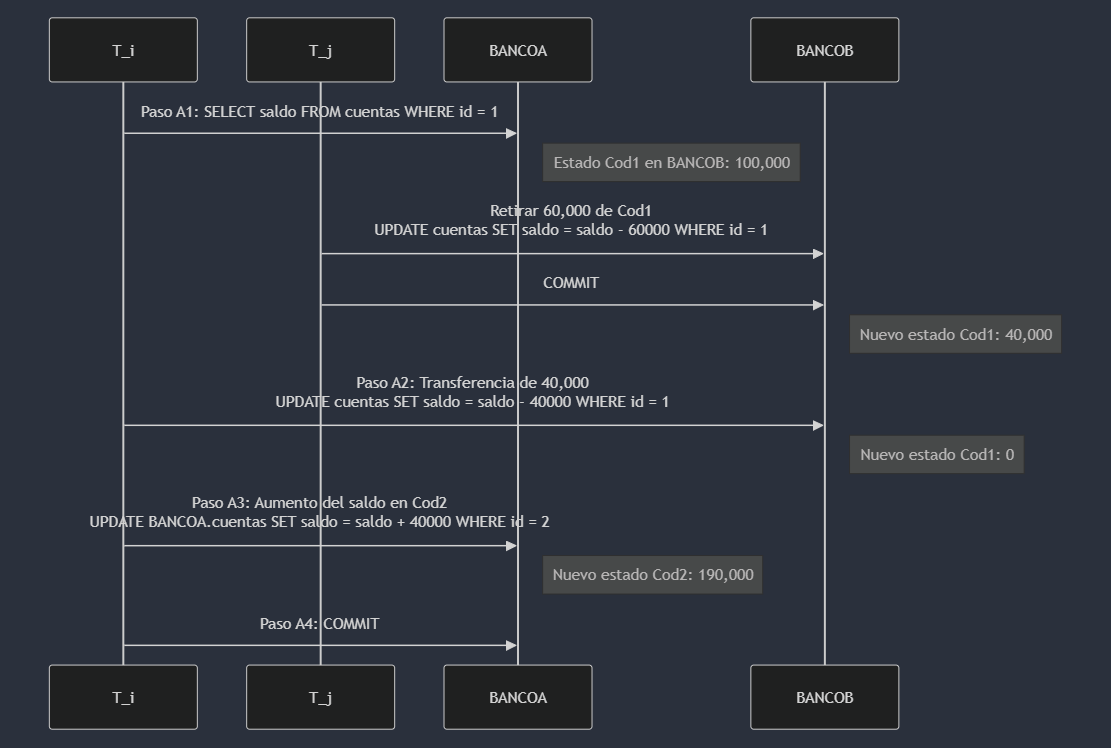 T_i
T_j
BANCOA
BANCOB
Paso A1: SELECT saldo FROM cuentas WHERE id = 1
Estado Cod1 en BANCOB: 100,000
Retirar 60,000 de Cod1
UPDATE cuentas SET saldo = saldo - 60000 WHERE id = 1
COMMIT
Nuevo estado Cod1: 40,000
Paso A2: Transferencia de 40,000
UPDATE cuentas SET saldo = saldo - 40000 WHERE id = 1
Nuevo estado Cod1: 0
Paso A3: Aumento del saldo en Cod2
UPDATE BANCOA.cuentas SET saldo = saldo + 40000 WHERE id = 2
Nuevo estado Cod2: 190,000
Paso A4: COMMIT
T_i
T_j
BANCOA
BANCOB